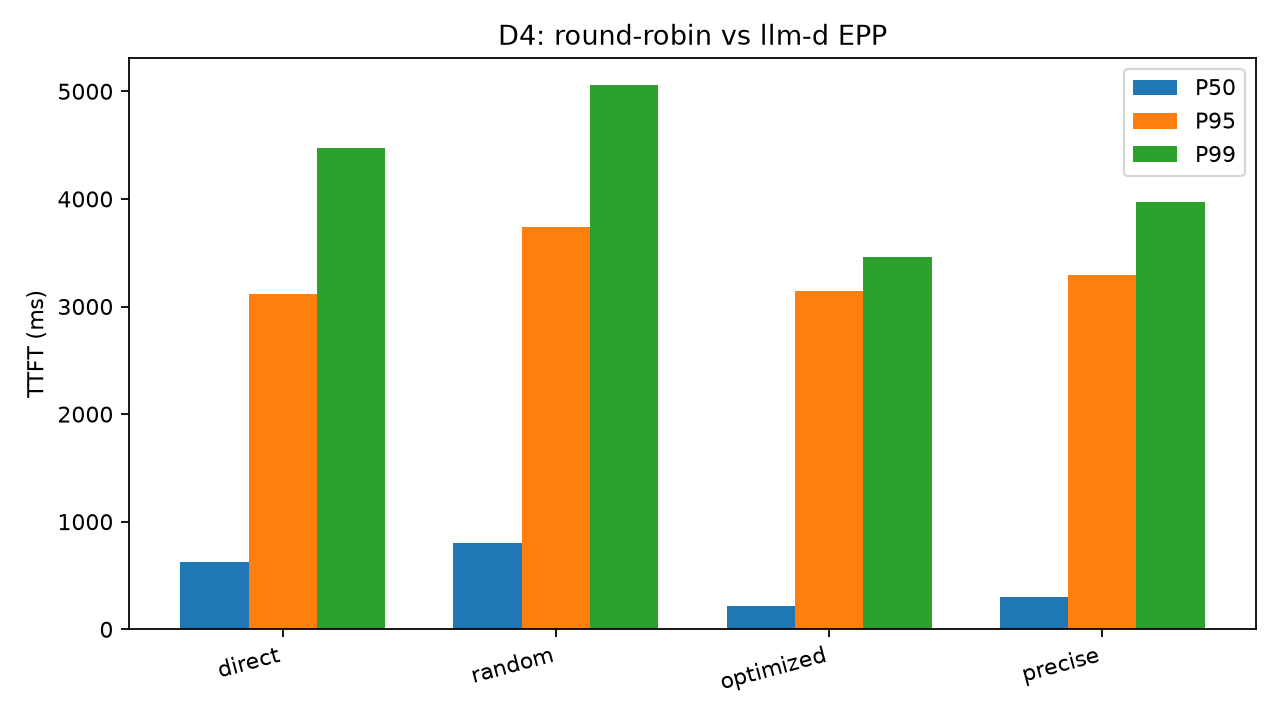 D4: round-robin vs llm-d EPP
P50
P95
P99
TTFT (ms)
5000
4000
3000
2000
1000
0
direct
random
optimized
precise